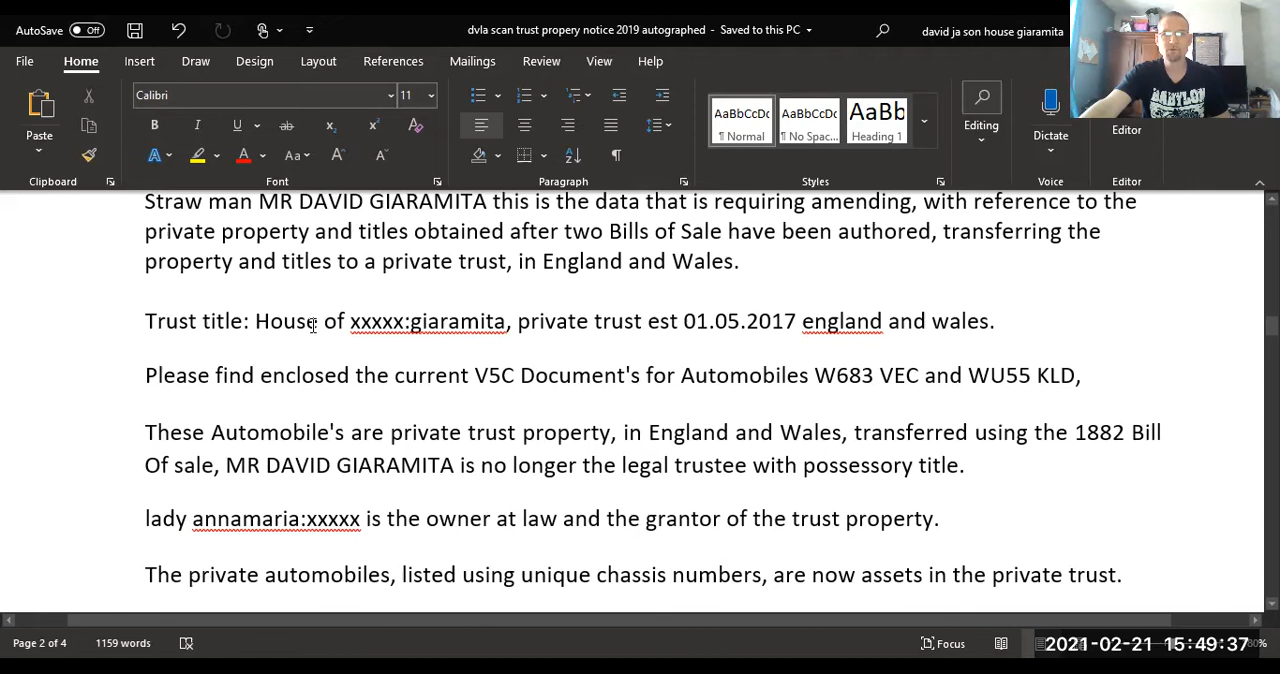 AutoSave Off dvla scan trust propery notice 2019 autographed - Saved to this PC david ja son house giaramita
File Home Insert Draw Design Layout References Mailings Review View Help
Calibri 11
AaBbCcDc AaBbCcDc AaBb
Paste
¶ Normal ¶ No Spac... Heading 1
Editing Dictate Editor
Clipboard Font Paragraph Styles Voice Editor
Straw man MR DAVID GIARAMITA this is the data that is requiring amending, with reference to the
private property and titles obtained after two Bills of Sale have been authored, transferring the
property and titles to a private trust, in England and Wales.
Trust title: House of xxxxx:giaramita, private trust est 01.05.2017 england and wales.
Please find enclosed the current V5C Document's for Automobiles W683 VEC and WU55 KLD,
These Automobile's are private trust property, in England and Wales, transferred using the 1882 Bill
Of sale, MR DAVID GIARAMITA is no longer the legal trustee with possessory title.
lady annamaria:xxxxx is the owner at law and the grantor of the trust property.
The private automobiles, listed using unique chassis numbers, are now assets in the private trust.
Page 2 of 4 1159 words Focus 2021-02-21 15:49:37
BABYLON